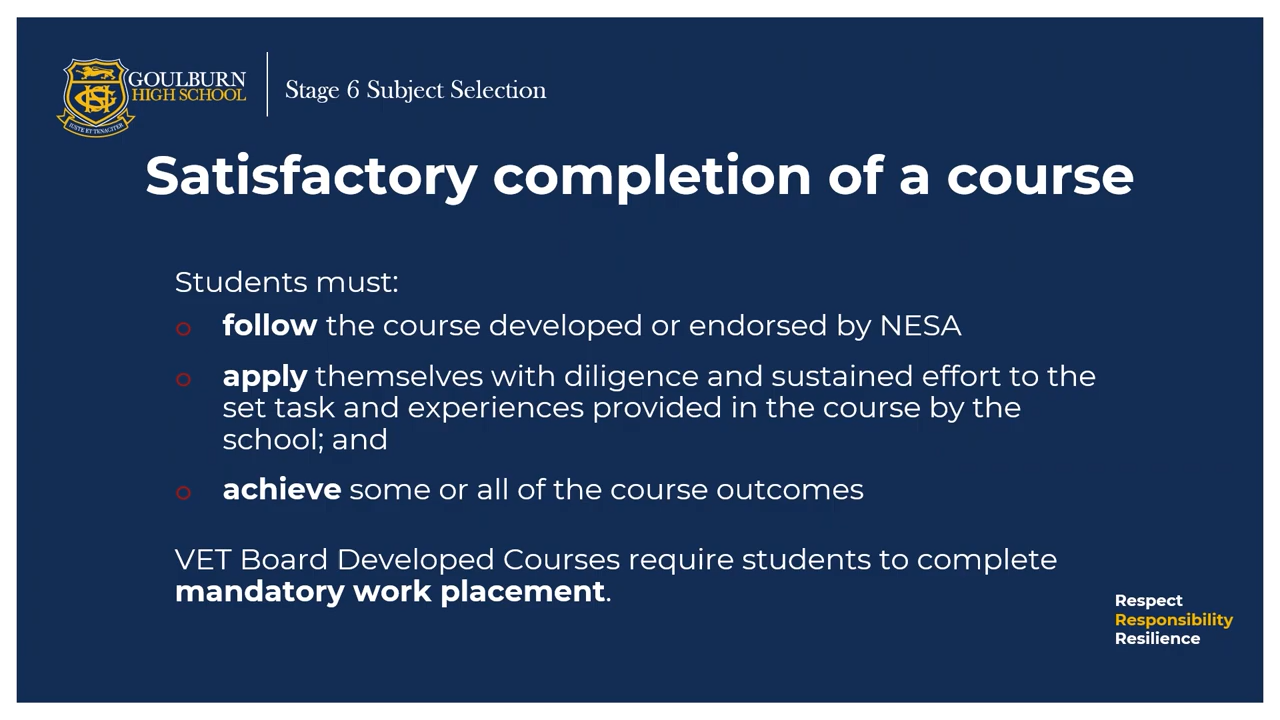 GOULBURN
HIGH SCHOOL
JUSTE ET TENACITER
Stage 6 Subject Selection
Satisfactory completion of a course
Students must:
o follow the course developed or endorsed by NESA
o apply themselves with diligence and sustained effort to the
set task and experiences provided in the course by the
school; and
o achieve some or all of the course outcomes
VET Board Developed Courses require students to complete
mandatory work placement.
Respect
Responsibility
Resilience